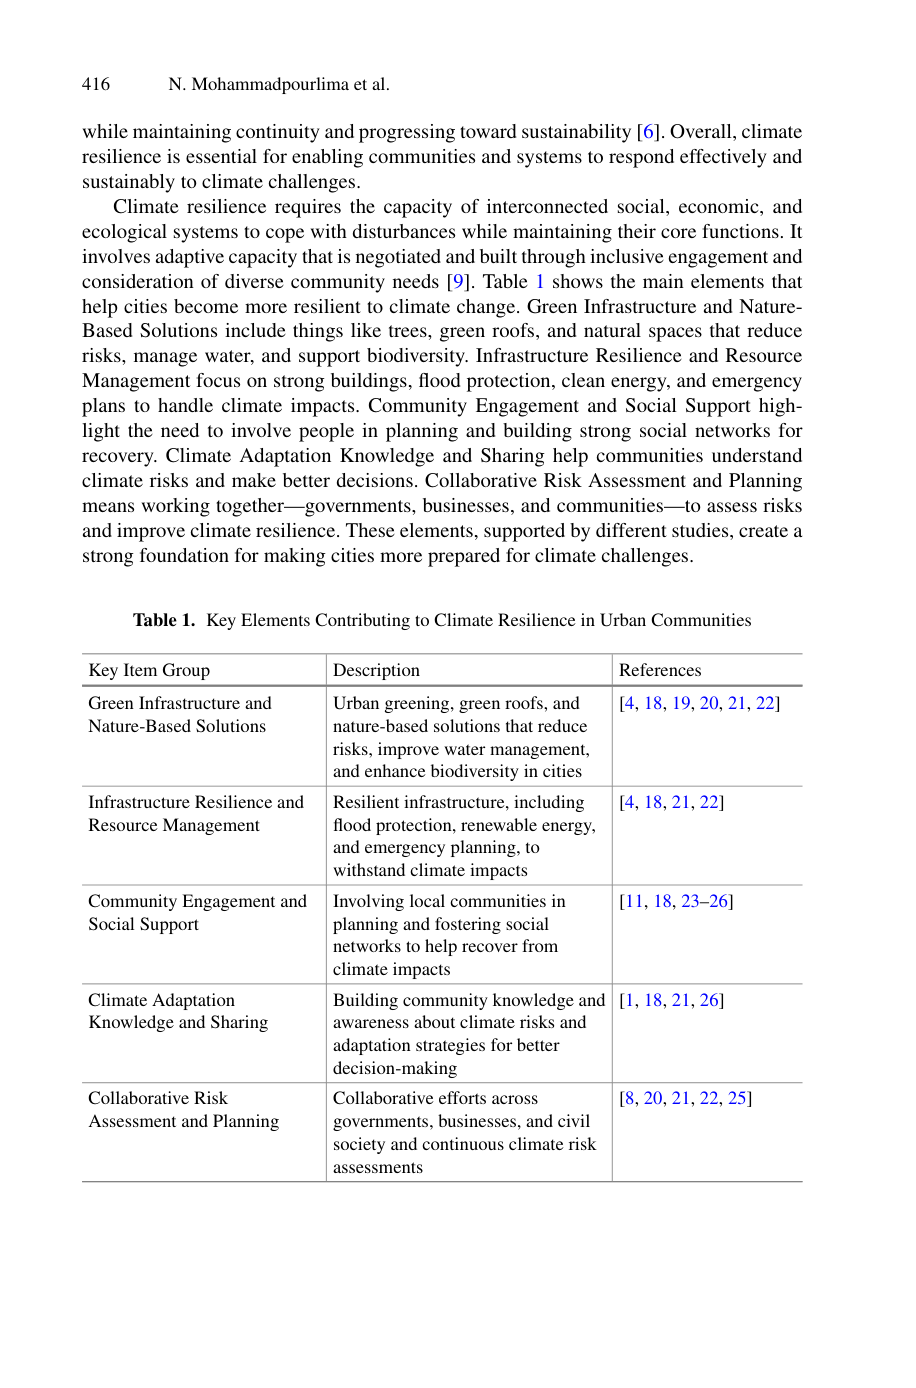 416 N. Mohammadpourlima et al.
while maintaining continuity and progressing toward sustainability [6]. Overall, climate
resilience is essential for enabling communities and systems to respond effectively and
sustainably to climate challenges.
Climate resilience requires the capacity of interconnected social, economic, and
ecological systems to cope with disturbances while maintaining their core functions. It
involves adaptive capacity that is negotiated and built through inclusive engagement and
consideration of diverse community needs [9]. Table 1 shows the main elements that
help cities become more resilient to climate change. Green Infrastructure and Nature-
Based Solutions include things like trees, green roofs, and natural spaces that reduce
risks, manage water, and support biodiversity. Infrastructure Resilience and Resource
Management focus on strong buildings, flood protection, clean energy, and emergency
plans to handle climate impacts. Community Engagement and Social Support high-
light the need to involve people in planning and building strong social networks for
recovery. Climate Adaptation Knowledge and Sharing help communities understand
climate risks and make better decisions. Collaborative Risk Assessment and Planning
means working together—governments, businesses, and communities—to assess risks
and improve climate resilience. These elements, supported by different studies, create a
strong foundation for making cities more prepared for climate challenges.
Table 1. Key Elements Contributing to Climate Resilience in Urban Communities
Key Item Group Description References
Green Infrastructure and Urban greening, green roofs, and [4, 18, 19, 20, 21, 22]
Nature-Based Solutions nature-based solutions that reduce
risks, improve water management,
and enhance biodiversity in cities
Infrastructure Resilience and Resilient infrastructure, including [4, 18, 21, 22]
Resource Management flood protection, renewable energy,
and emergency planning, to
withstand climate impacts
Community Engagement and Involving local communities in [11, 18, 23–26]
Social Support planning and fostering social
networks to help recover from
climate impacts
Climate Adaptation Building community knowledge and [1, 18, 21, 26]
Knowledge and Sharing awareness about climate risks and
adaptation strategies for better
decision-making
Collaborative Risk Collaborative efforts across [8, 20, 21, 22, 25]
Assessment and Planning governments, businesses, and civil
society and continuous climate risk
assessments